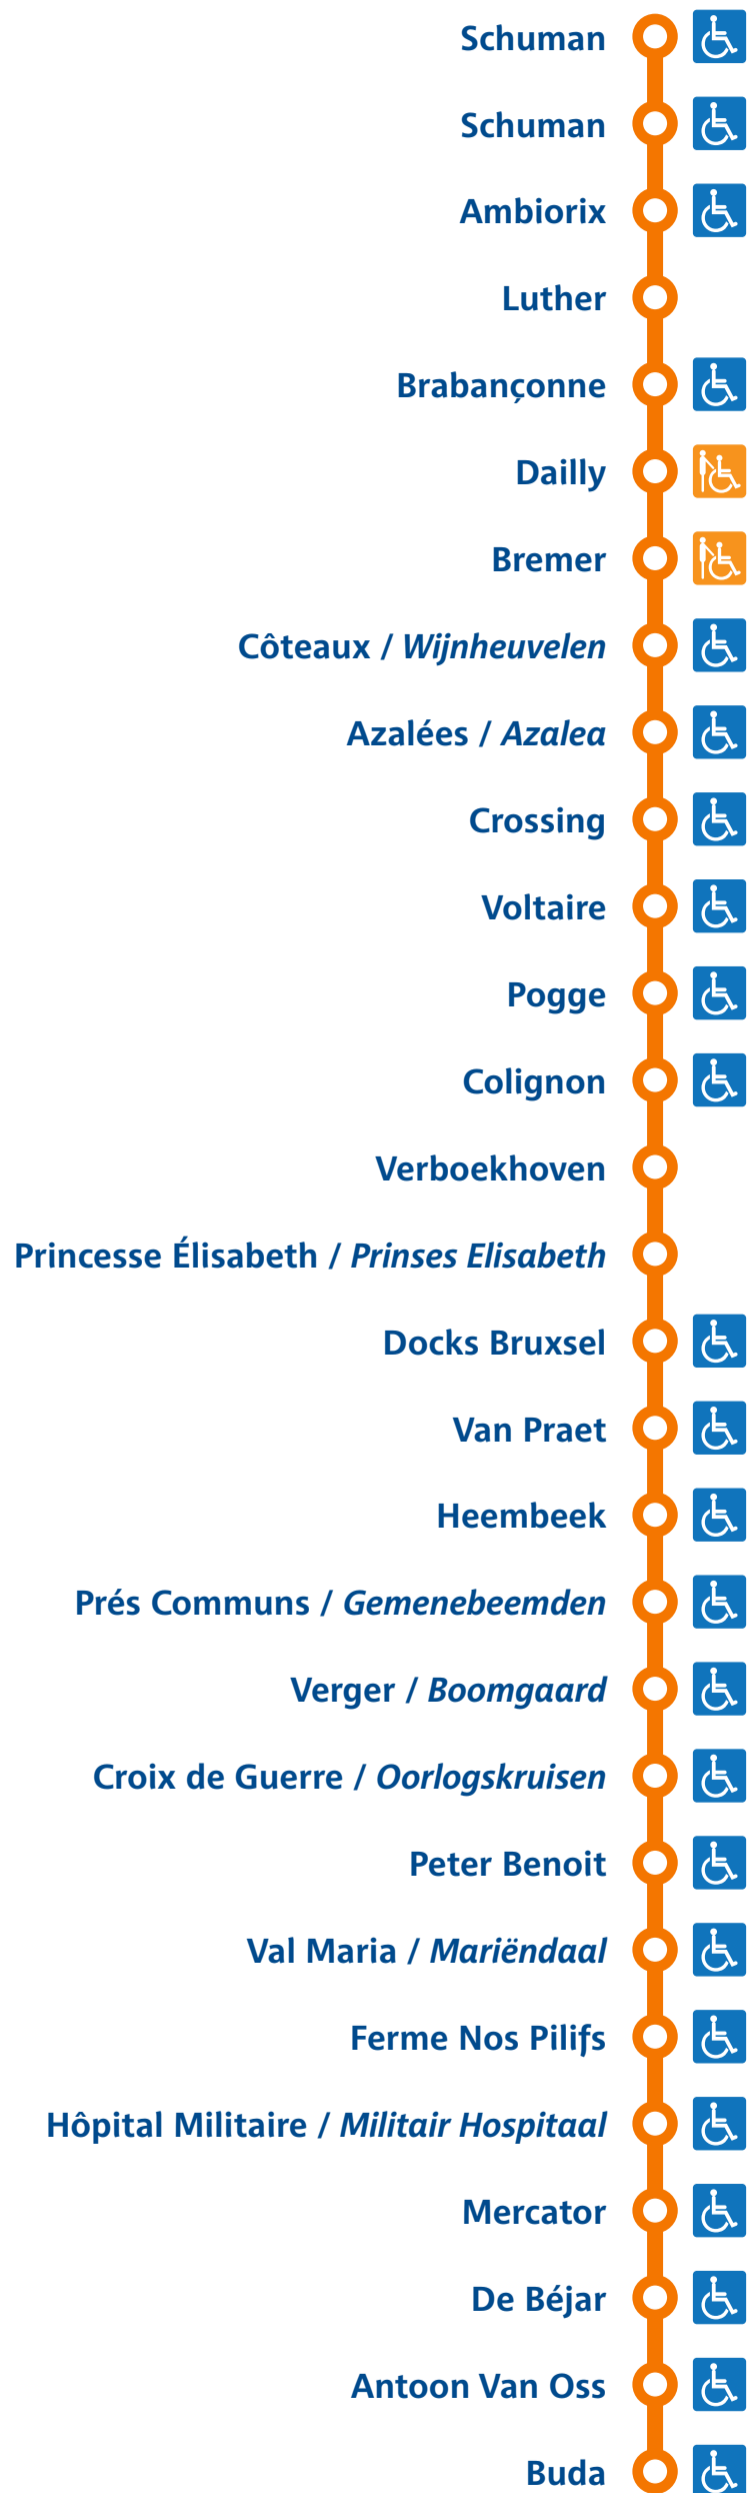 Schuman
Schuman
Ambiorix
Luther
Brabançonne
Dailly
Bremer
Côteaux / Wijnheuvelen
Azalées / Azalea
Crossing
Voltaire
Pogge
Colignon
Verboekhoven
Princesse Élisabeth / Prinses Elisabeth
Docks Bruxsel
Van Praet
Heembeek
Prés Communs / Gemenebeemden
Verger / Boomgaard
Croix de Guerre / Oorlogskruisen
Peter Benoit
Val Maria / Mariëndaal
Ferme Nos Pilifs
Hôpital Militaire / Militair Hospitaal
Mercator
De Béjar
Antoon Van Oss
Buda